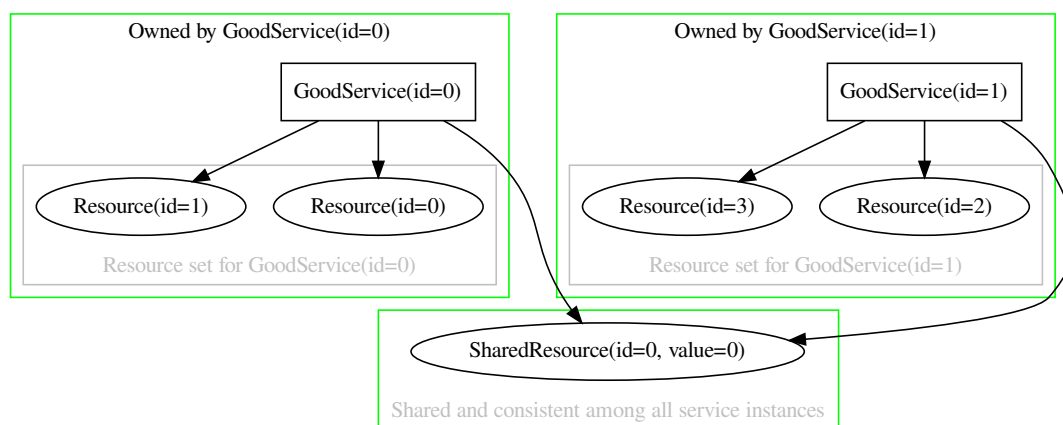 Owned by GoodService(id=0)
Owned by GoodService(id=1)
GoodService(id=0)
GoodService(id=1)
Resource(id=1)
Resource(id=0)
Resource(id=3)
Resource(id=2)
Resource set for GoodService(id=0)
Resource set for GoodService(id=1)
SharedResource(id=0, value=0)
Shared and consistent among all service instances